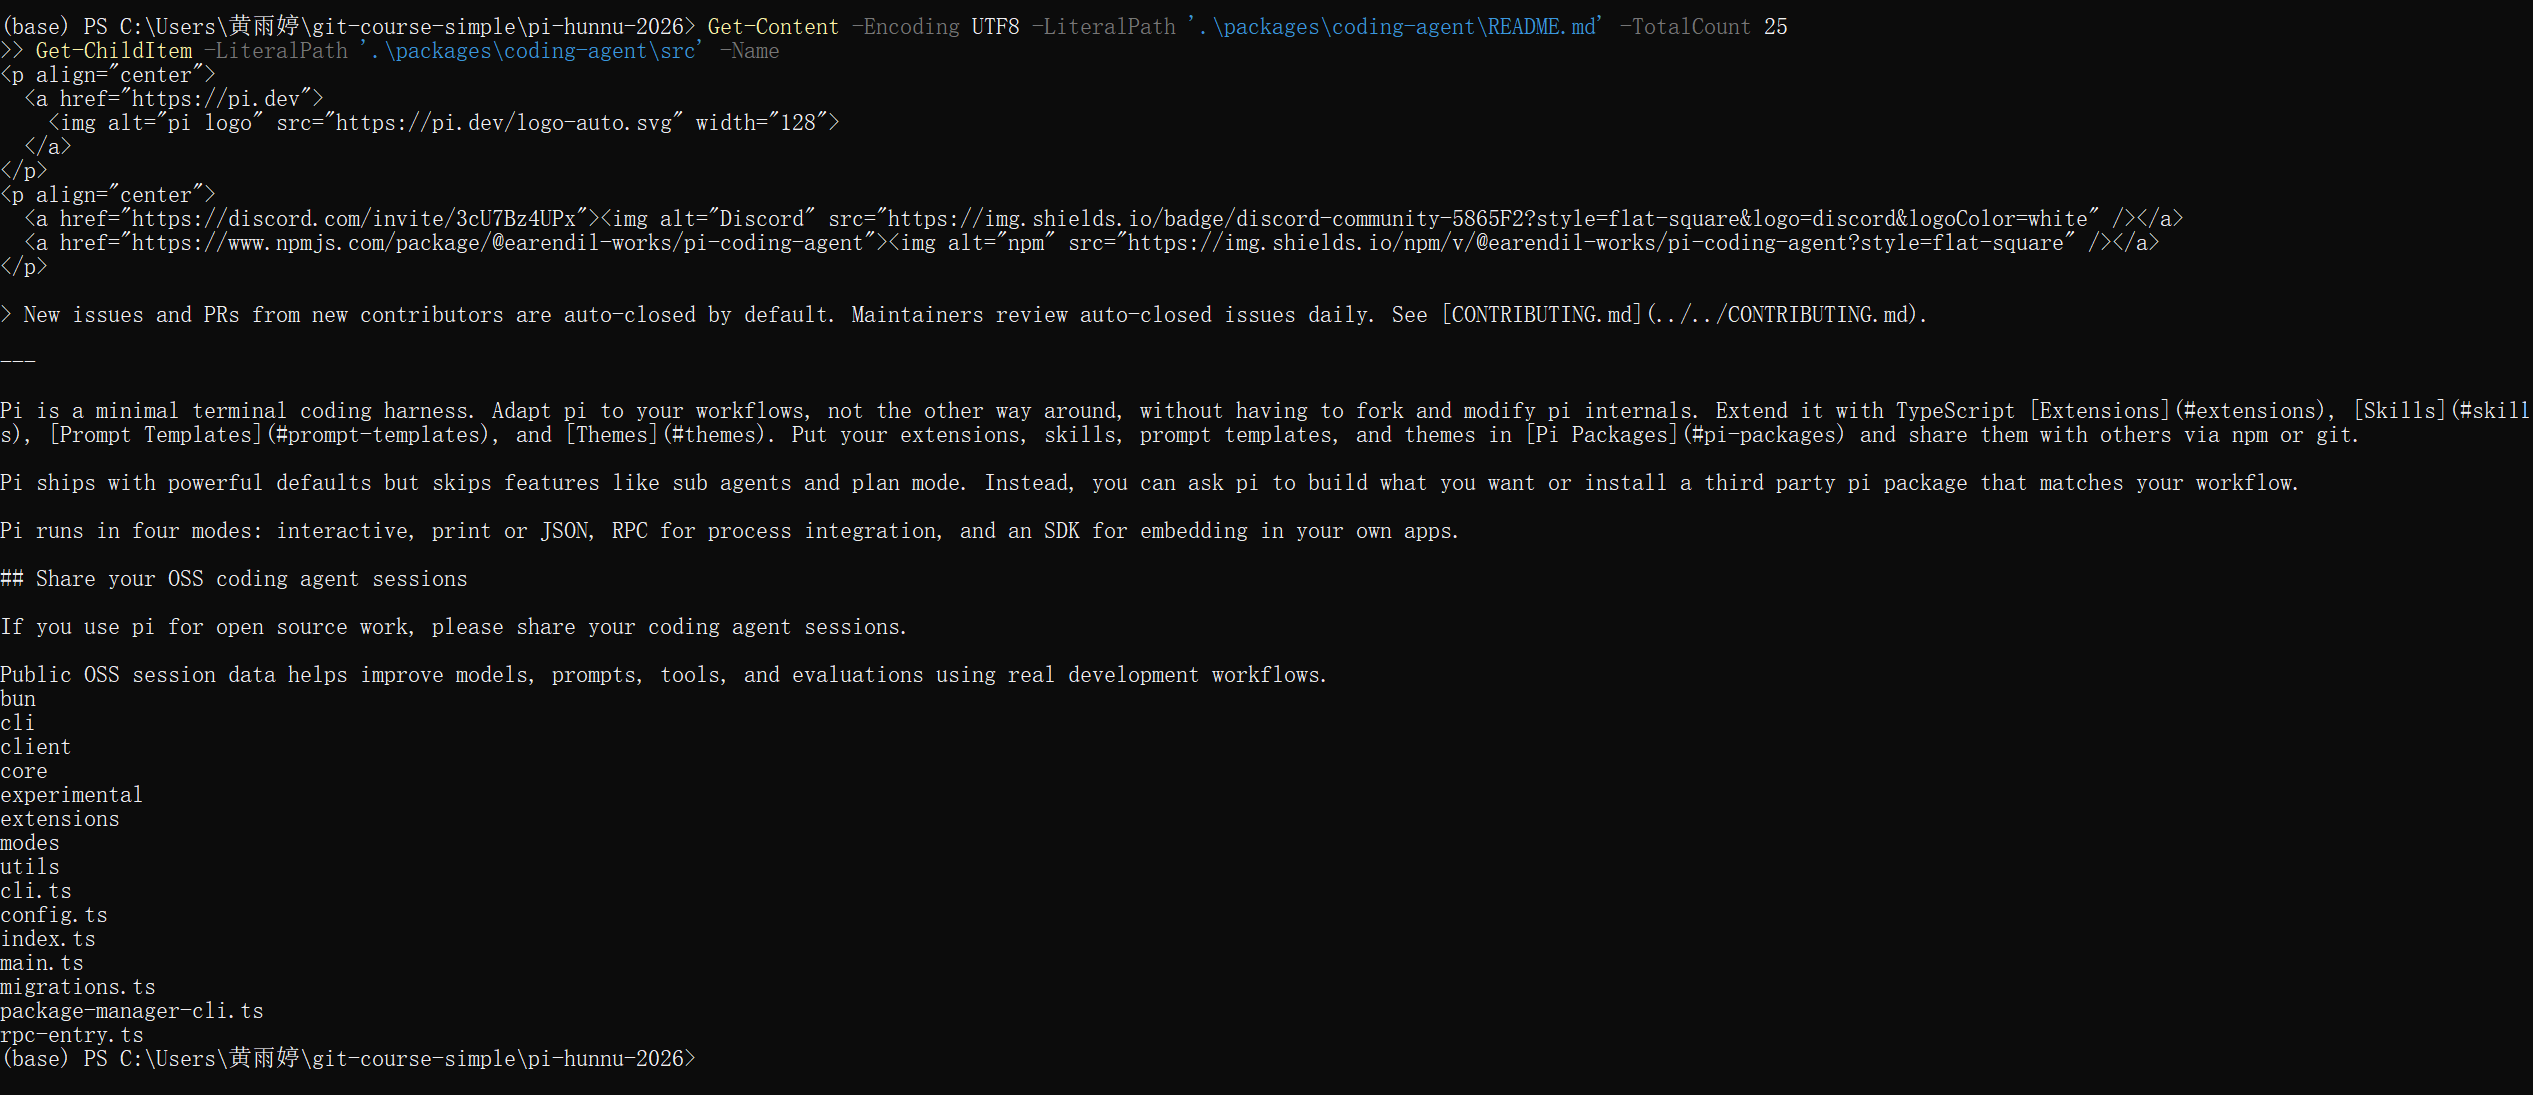 (base) PS C:\Users\黄雨婷\git-course-simple\pi-hunnu-2026> Get-Content -Encoding UTF8 -LiteralPath '.\packages\coding-agent\README.md' -TotalCount 25
>> Get-ChildItem -LiteralPath '.\packages\coding-agent\src' -Name
<p align="center">
  <a href="https://pi.dev">
    <img alt="pi logo" src="https://pi.dev/logo-auto.svg" width="128">
  </a>
</p>
<p align="center">
  <a href="https://discord.com/invite/3cU7Bz4UPx"><img alt="Discord" src="https://img.shields.io/badge/discord-community-5865F2?style=flat-square&logo=discord&logoColor=white" /></a>
  <a href="https://www.npmjs.com/package/@earendil-works/pi-coding-agent"><img alt="npm" src="https://img.shields.io/npm/v/@earendil-works/pi-coding-agent?style=flat-square" /></a>
</p>

> New issues and PRs from new contributors are auto-closed by default. Maintainers review auto-closed issues daily. See [CONTRIBUTING.md](../../CONTRIBUTING.md).

---

Pi is a minimal terminal coding harness. Adapt pi to your workflows, not the other way around, without having to fork and modify pi internals. Extend it with TypeScript [Extensions](#extensions), [Skills](#skill
s), [Prompt Templates](#prompt-templates), and [Themes](#themes). Put your extensions, skills, prompt templates, and themes in [Pi Packages](#pi-packages) and share them with others via npm or git.

Pi ships with powerful defaults but skips features like sub agents and plan mode. Instead, you can ask pi to build what you want or install a third party pi package that matches your workflow.

Pi runs in four modes: interactive, print or JSON, RPC for process integration, and an SDK for embedding in your own apps.

## Share your OSS coding agent sessions

If you use pi for open source work, please share your coding agent sessions.

Public OSS session data helps improve models, prompts, tools, and evaluations using real development workflows.
bun
cli
client
core
experimental
extensions
modes
utils
cli.ts
config.ts
index.ts
main.ts
migrations.ts
package-manager-cli.ts
rpc-entry.ts
(base) PS C:\Users\黄雨婷\git-course-simple\pi-hunnu-2026>